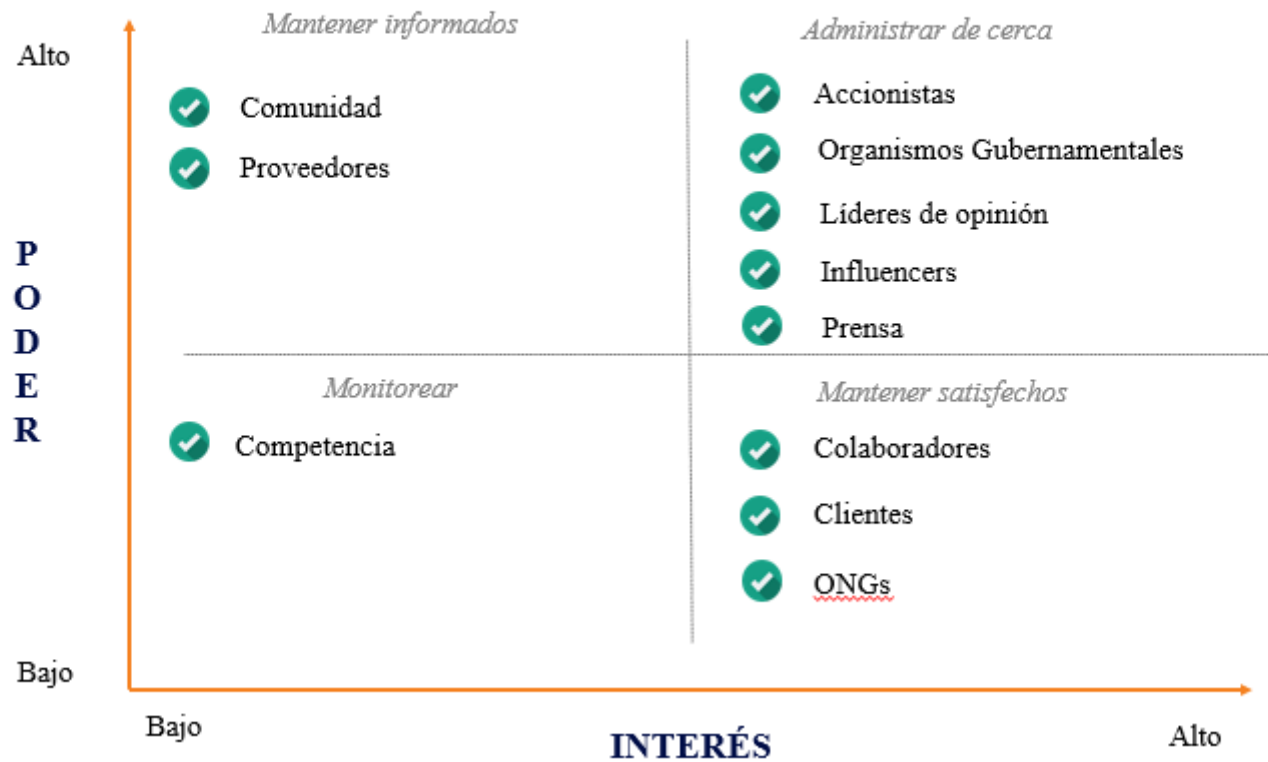 Mantener informados
Administrar de cerca
Alto
Comunidad
Proveedores
Accionistas
Organismos Gubernamentales
Líderes de opinión
Influencers
Prensa
PODER
Monitorear
Competencia
Mantener satisfechos
Colaboradores
Clientes
ONGs
Bajo
Bajo
INTERÉS
Alto